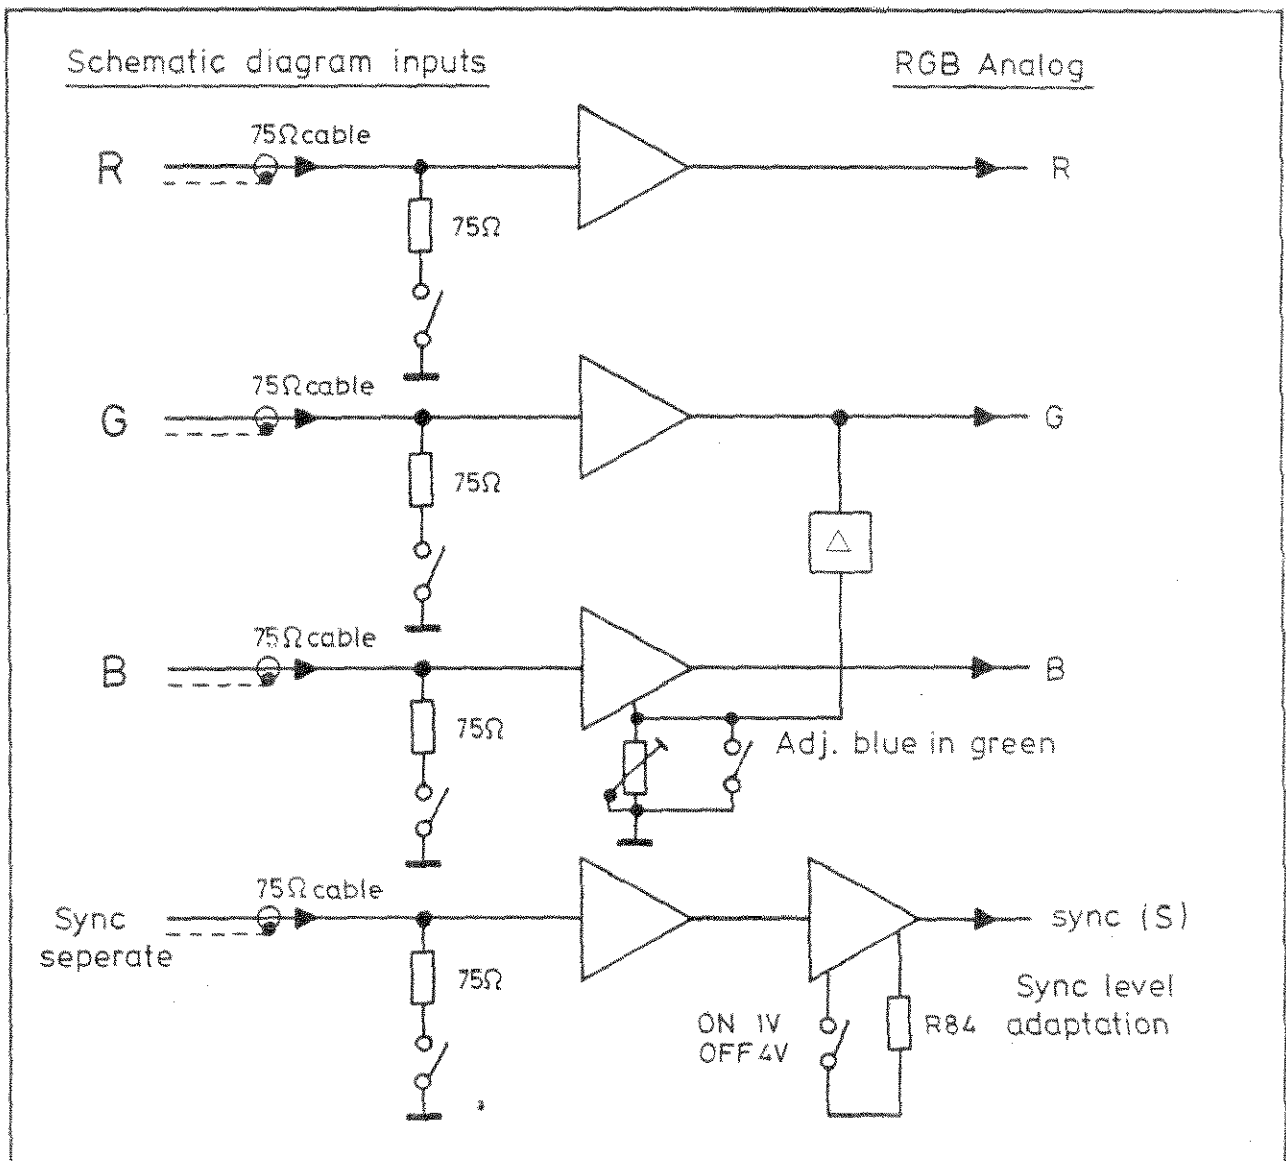 Schematic diagram inputs
RGB Analog
75Ω cable
R
R
75Ω
75Ω cable
G
G
75Ω
△
75Ω cable
B
B
75Ω
Adj. blue in green
75Ω cable
Sync
seperate
sync (S)
75Ω
Sync level
adaptation
ON 1V
OFF 4V
R84